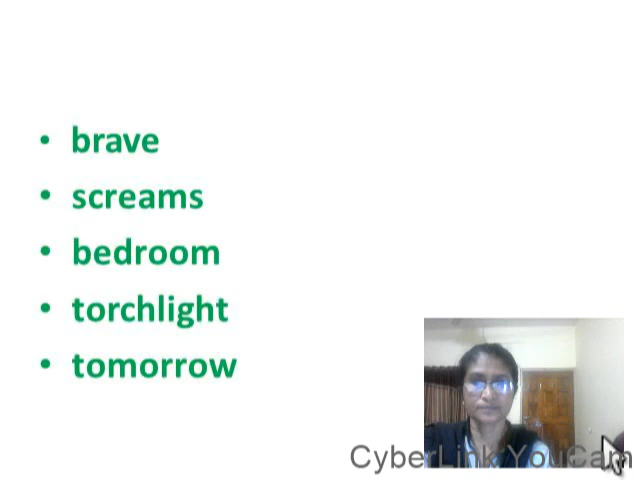 • brave
• screams
• bedroom
• torchlight
• tomorrow
CyberLink YouCam